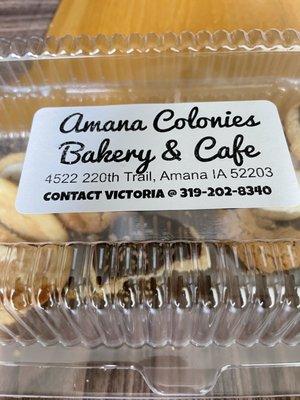 Amana Colonies
Bakery & Cafe
4522 220th Trail, Amana IA 52203
CONTACT VICTORIA @ 319-202-8340